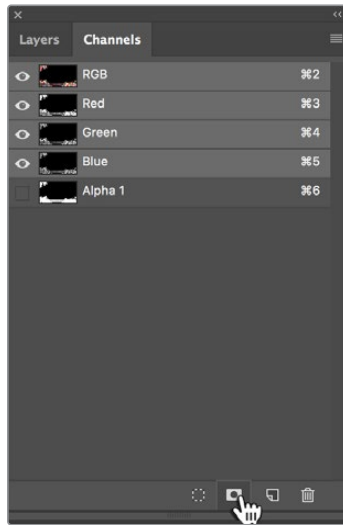 Layers Channels
RGB ⌘2
Red ⌘3
Green ⌘4
Blue ⌘5
Alpha 1 ⌘6